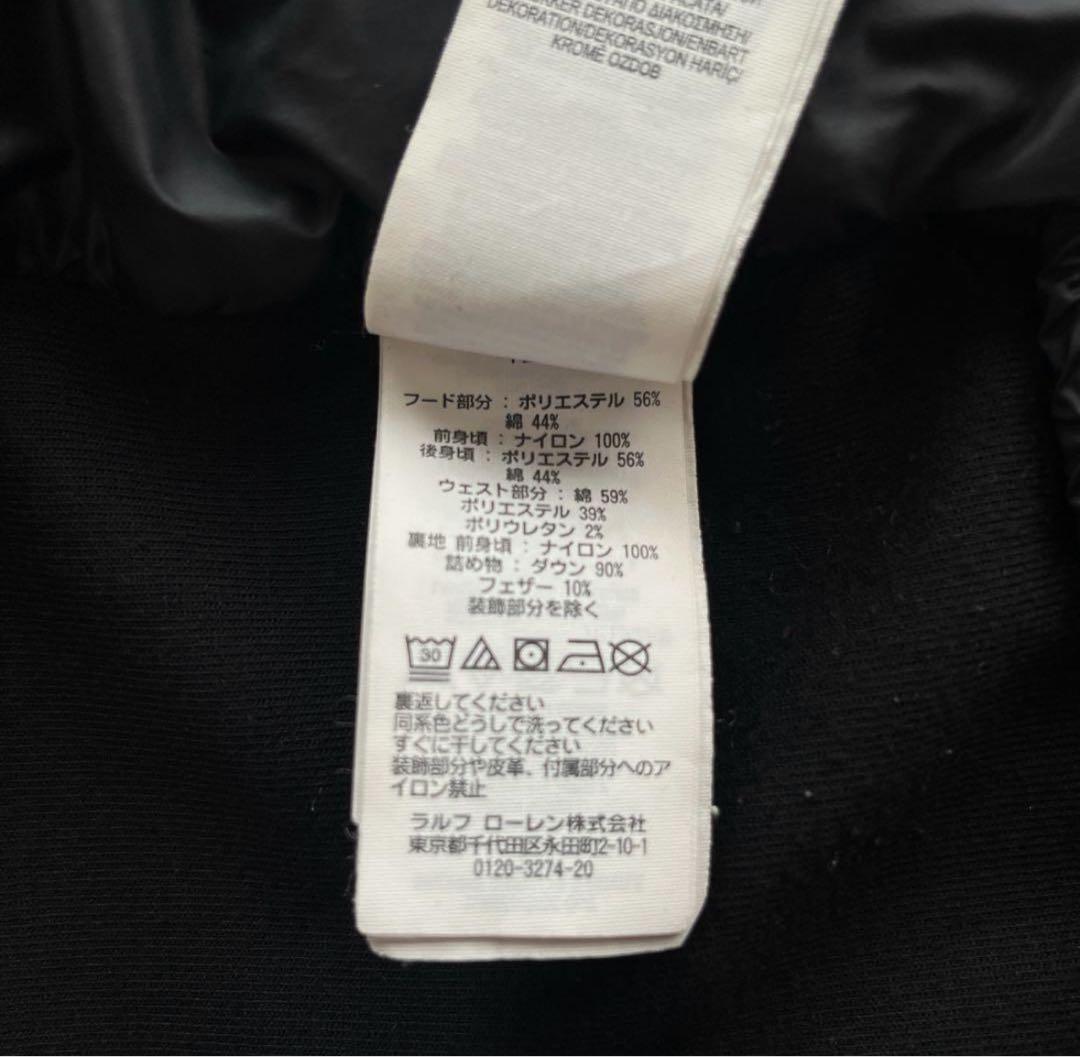 AKER DEKORASJON/ENBART
DEKORATION/DEKORASYON HARİÇ/
KROME OZDOB
フード部分 : ポリエステル 56%
綿 44%
前身頃 : ナイロン 100%
後身頃 : ポリエステル 56%
綿 44%
ウェスト部分 : 綿 59%
ポリエステル 39%
ポリウレタン 2%
裏地 前身頃 : ナイロン 100%
詰め物 : ダウン 90%
フェザー 10%
装飾部分を除く
30
裏返してください
同系色どうしで洗ってください
すぐに干してください
装飾部分や皮革、付属部分へのア
イロン禁止
ラルフ ローレン株式会社
東京都千代田区永田町2-10-1
0120-3274-20